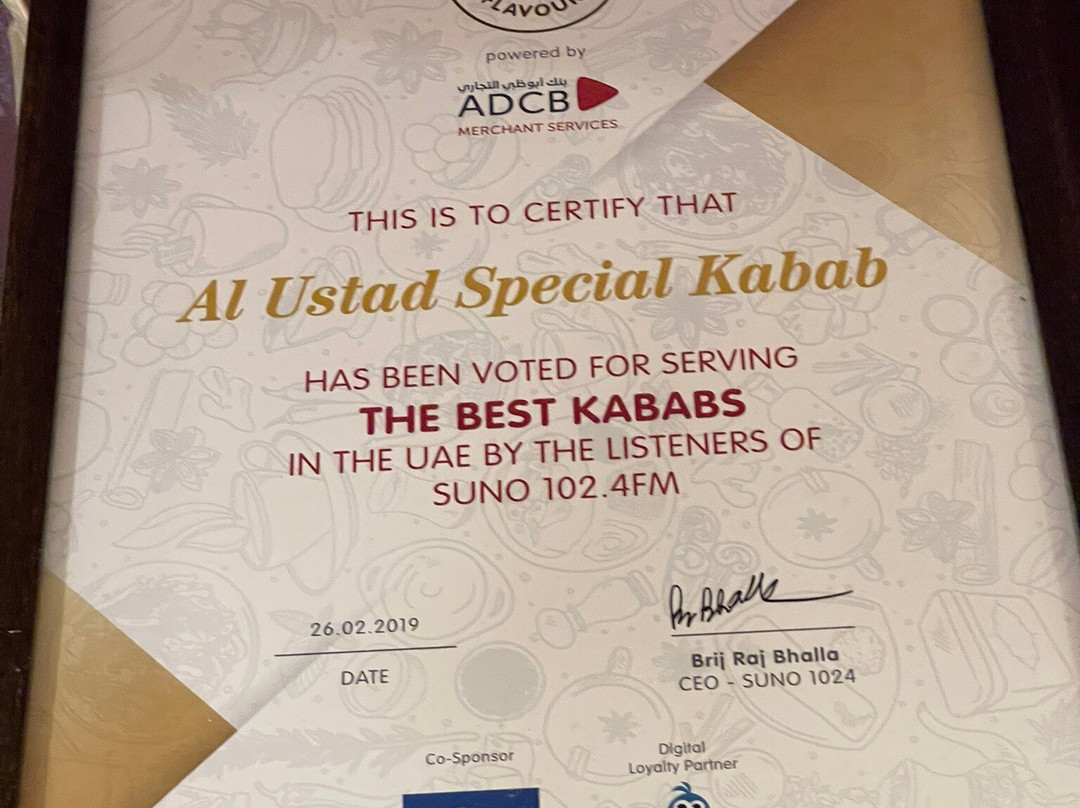 powered by
بنك أبوظبي التجاري
ADCB
MERCHANT SERVICES
THIS IS TO CERTIFY THAT
Al Ustad Special Kabab
HAS BEEN VOTED FOR SERVING
THE BEST KABABS
IN THE UAE BY THE LISTENERS OF
SUNO 102.4FM
26.02.2019
DATE
Brij Raj Bhalla
CEO - SUNO 1024
Co-Sponsor
Digital
Loyalty Partner